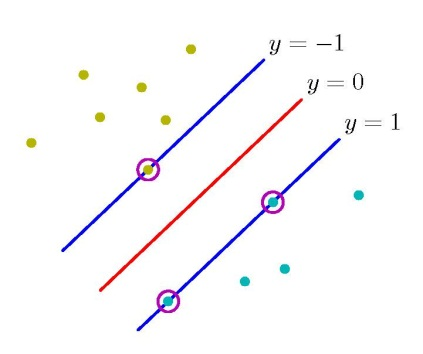 y = −1
y = 0
y = 1